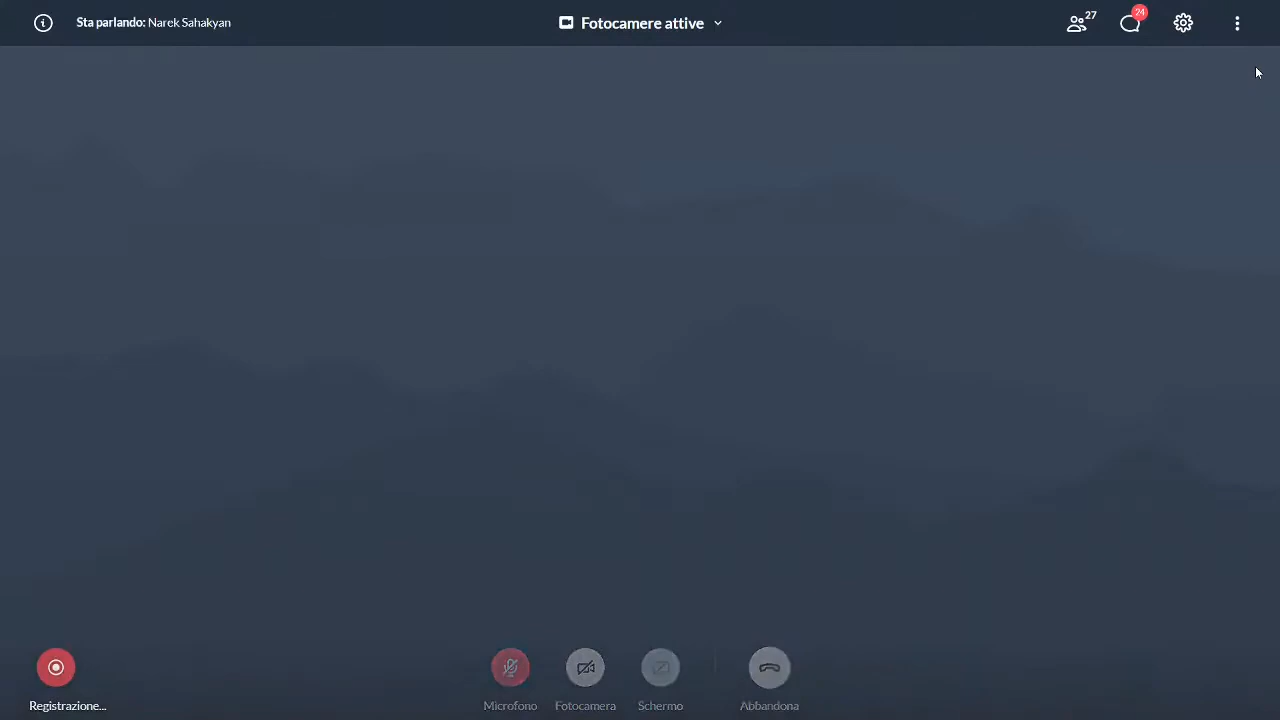 Sta parlando: Narek Sahakyan
Fotocamere attive
27
24
Registrazione...
Microfono
Fotocamera
Schermo
Abbandona